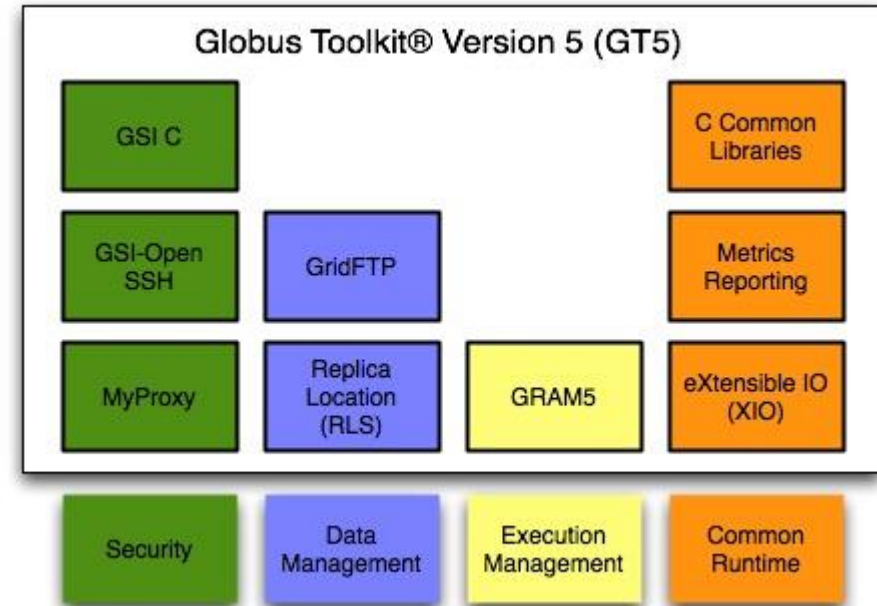 Globus Toolkit® Version 5 (GT5)
GSI C
C Common
Libraries
GSI-Open
SSH
GridFTP
Metrics
Reporting
MyProxy
Replica
Location
(RLS)
GRAM5
eXtensible IO
(XIO)
Security
Data
Management
Execution
Management
Common
Runtime